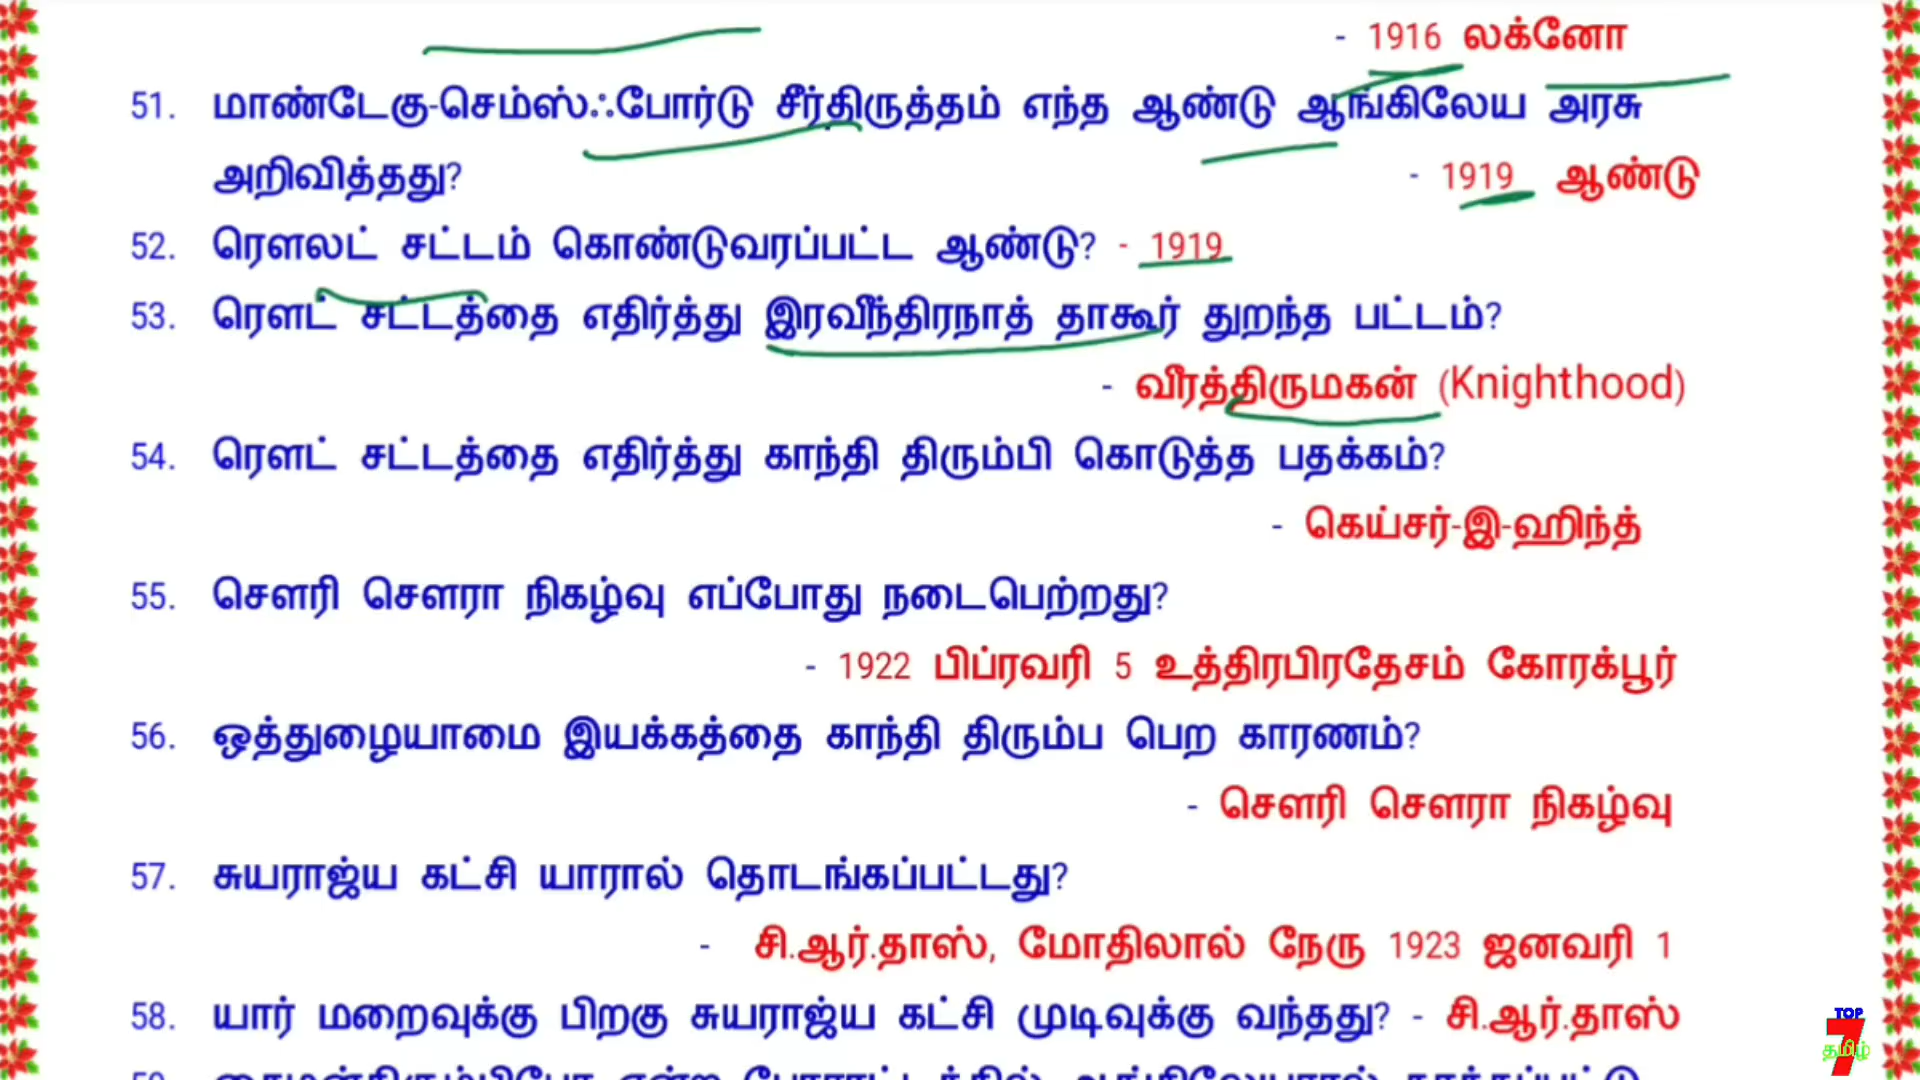 - 1916 லக்னோ
51. மாண்டேகு-செம்ஸ்ஃபோர்டு சீர்திருத்தம் எந்த ஆண்டு ஆங்கிலேய அரசு
அறிவித்தது? - 1919 ஆண்டு
52. ரௌலட் சட்டம் கொண்டுவரப்பட்ட ஆண்டு? - 1919
53. ரௌட் சட்டத்தை எதிர்த்து இரவீந்திரநாத் தாகூர் துறந்த பட்டம்?
- வீரத்திருமகன் (Knighthood)
54. ரௌட் சட்டத்தை எதிர்த்து காந்தி திரும்பி கொடுத்த பதக்கம்?
- கெய்சர்-இ-ஹிந்த்
55. சௌரி சௌரா நிகழ்வு எப்போது நடைபெற்றது?
- 1922 பிப்ரவரி 5 உத்திரபிரதேசம் கோரக்பூர்
56. ஒத்துழையாமை இயக்கத்தை காந்தி திரும்ப பெற காரணம்?
- சௌரி சௌரா நிகழ்வு
57. சுயராஜ்ய கட்சி யாரால் தொடங்கப்பட்டது?
- சி.ஆர்.தாஸ், மோதிலால் நேரு 1923 ஜனவரி 1
58. யார் மறைவுக்கு பிறகு சுயராஜ்ய கட்சி முடிவுக்கு வந்தது? - சி.ஆர்.தாஸ்
TOP
7
தமிழ்